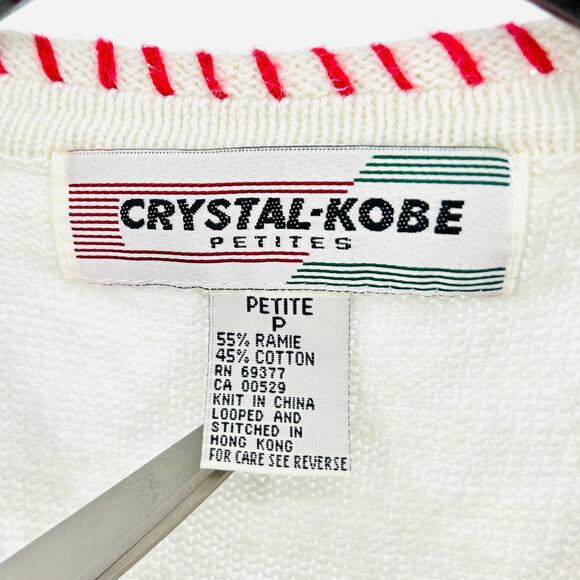 CRYSTAL-KOBE
PETITES
PETITE
P
55% RAMIE
45% COTTON
RN 69377
CA 00529
KNIT IN CHINA
LOOPED AND
STITCHED IN
HONG KONG
FOR CARE SEE REVERSE